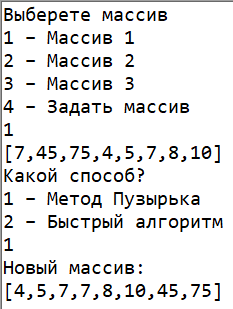 Выберете массив
1 – Массив 1
2 – Массив 2
3 – Массив 3
4 – Задать массив
1
[7,45,75,4,5,7,8,10]
Какой способ?
1 – Метод Пузырька
2 – Быстрый алгоритм
1
Новый массив:
[4,5,7,7,8,10,45,75]